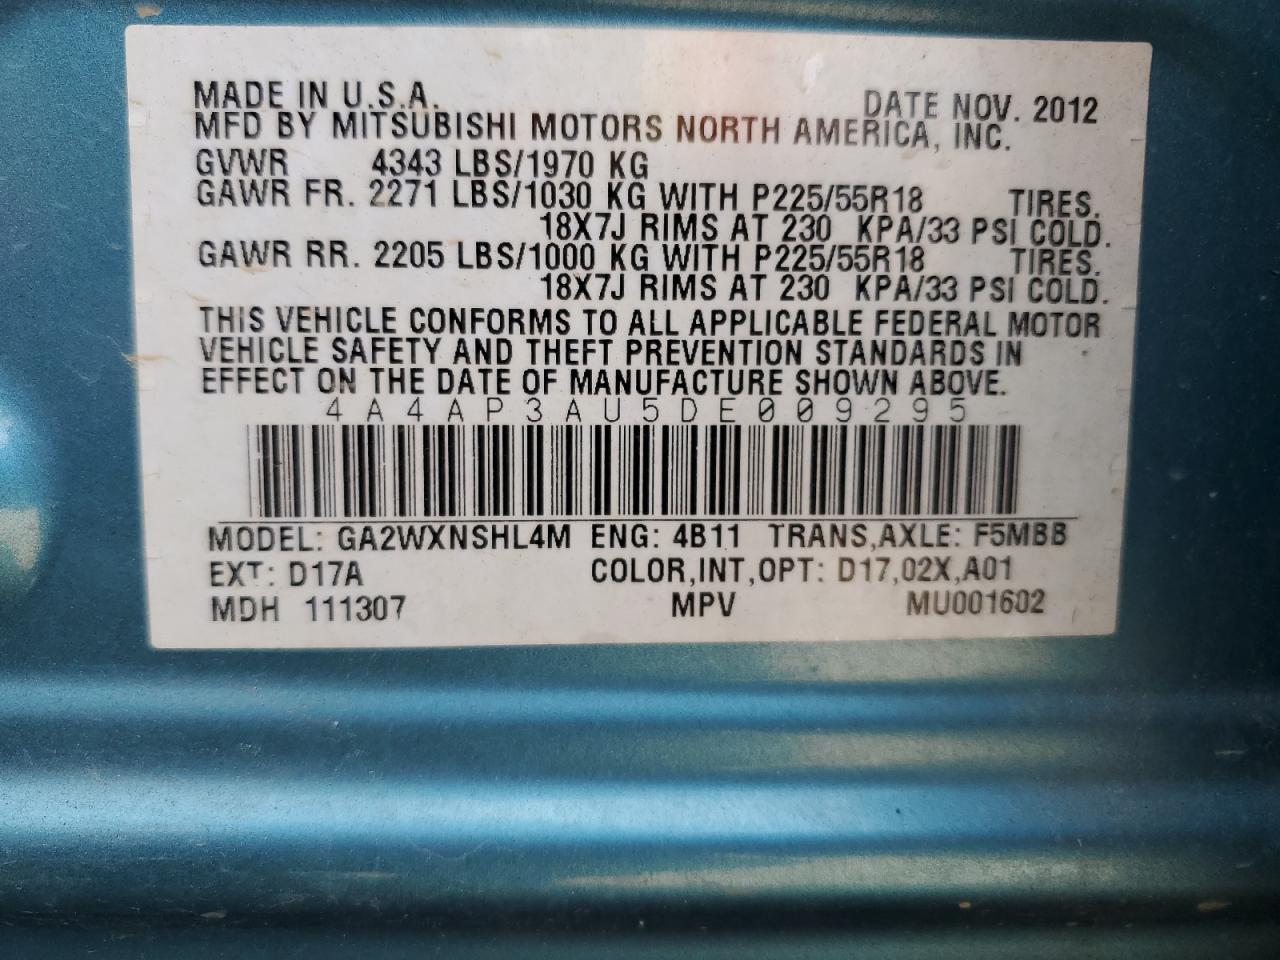 MADE IN U.S.A. DATE NOV. 2012
MFD BY MITSUBISHI MOTORS NORTH AMERICA, INC.
GVWR 4343 LBS/1970 KG
GAWR FR. 2271 LBS/1030 KG WITH P225/55R18 TIRES.
18X7J RIMS AT 230 KPA/33 PSI COLD.
GAWR RR. 2205 LBS/1000 KG WITH P225/55R18 TIRES.
18X7J RIMS AT 230 KPA/33 PSI COLD.
THIS VEHICLE CONFORMS TO ALL APPLICABLE FEDERAL MOTOR
VEHICLE SAFETY AND THEFT PREVENTION STANDARDS IN
EFFECT ON THE DATE OF MANUFACTURE SHOWN ABOVE.
4A4AP3AU5DE009295
MODEL: GA2WXNSHL4M ENG: 4B11 TRANS,AXLE: F5MBB
EXT: D17A COLOR,INT,OPT: D17,02X,A01
MDH 111307 MPV MU001602